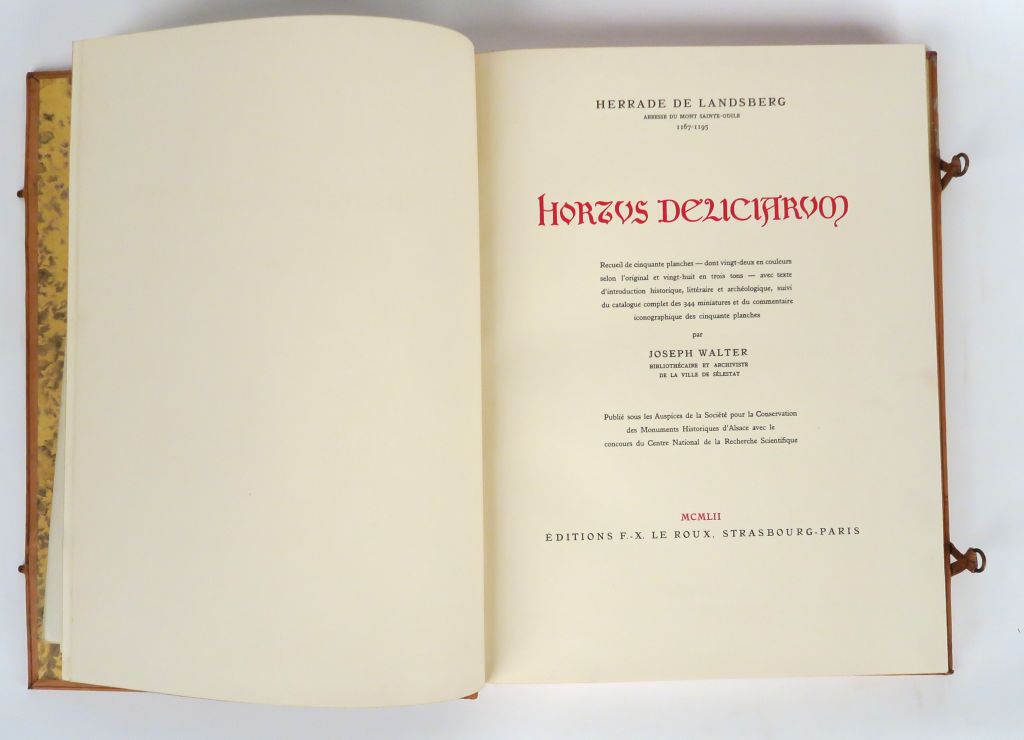 HERRADE DE LANDSBERG
ABBESSE DU MONT SAINTE-ODILE
1167-1195
HORTUS DELICIARUM
Recueil de cinquante planches — dont vingt-deux en couleurs
selon l'original et vingt-huit en trois tons — avec texte
d'introduction historique, littéraire et archéologique, suivi
du catalogue complet des 344 miniatures et du commentaire
iconographique des cinquante planches
par
JOSEPH WALTER
BIBLIOTHÉCAIRE ET ARCHIVISTE
DE LA VILLE DE SÉLESTAT
Publié sous les Auspices de la Société pour la Conservation
des Monuments Historiques d'Alsace avec le
concours du Centre National de la Recherche Scientifique
MCMLII
ÉDITIONS F.-X. LE ROUX, STRASBOURG-PARIS